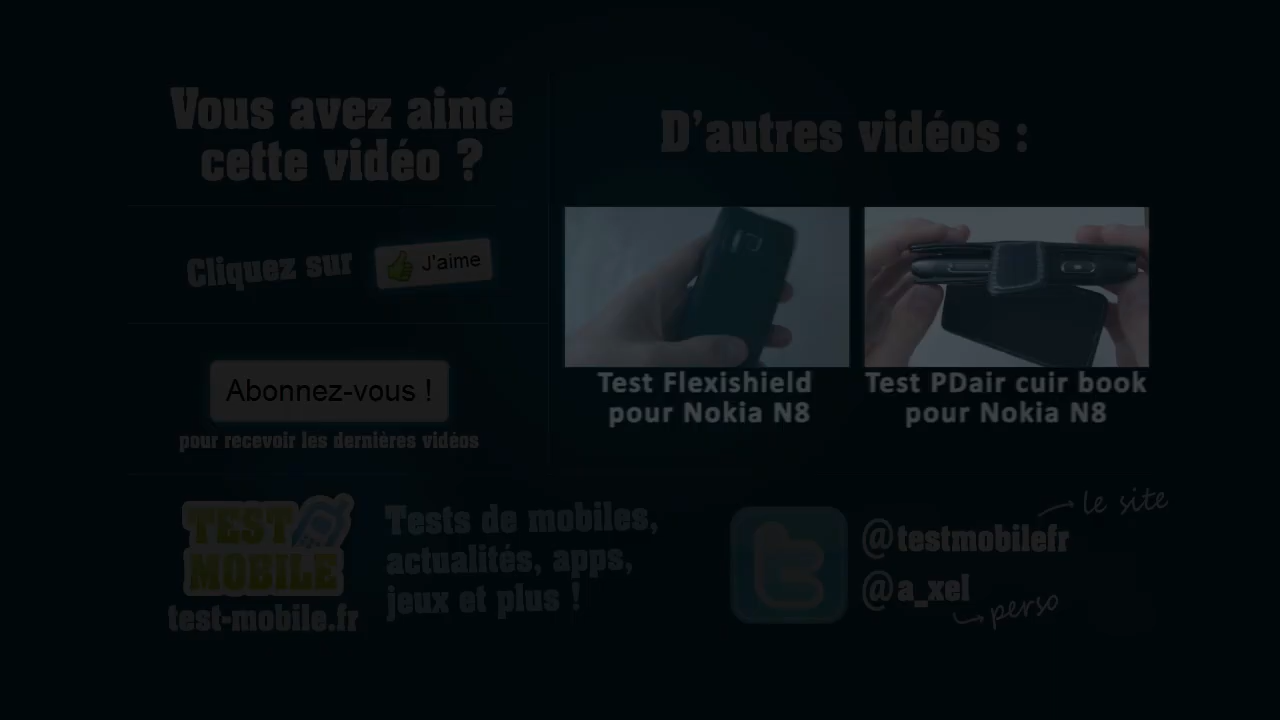 Vous avez aimé
cette vidéo ?
Cliquez sur J'aime
Abonnez-vous !
pour recevoir les dernières vidéos
D'autres vidéos :
Test Flexishield
pour Nokia N8
Test PDair cuir book
pour Nokia N8
TEST
MOBILE
test-mobile.fr
Tests de mobiles,
actualités, apps,
jeux et plus !
le site
@testmobilefr
@a_xel
perso